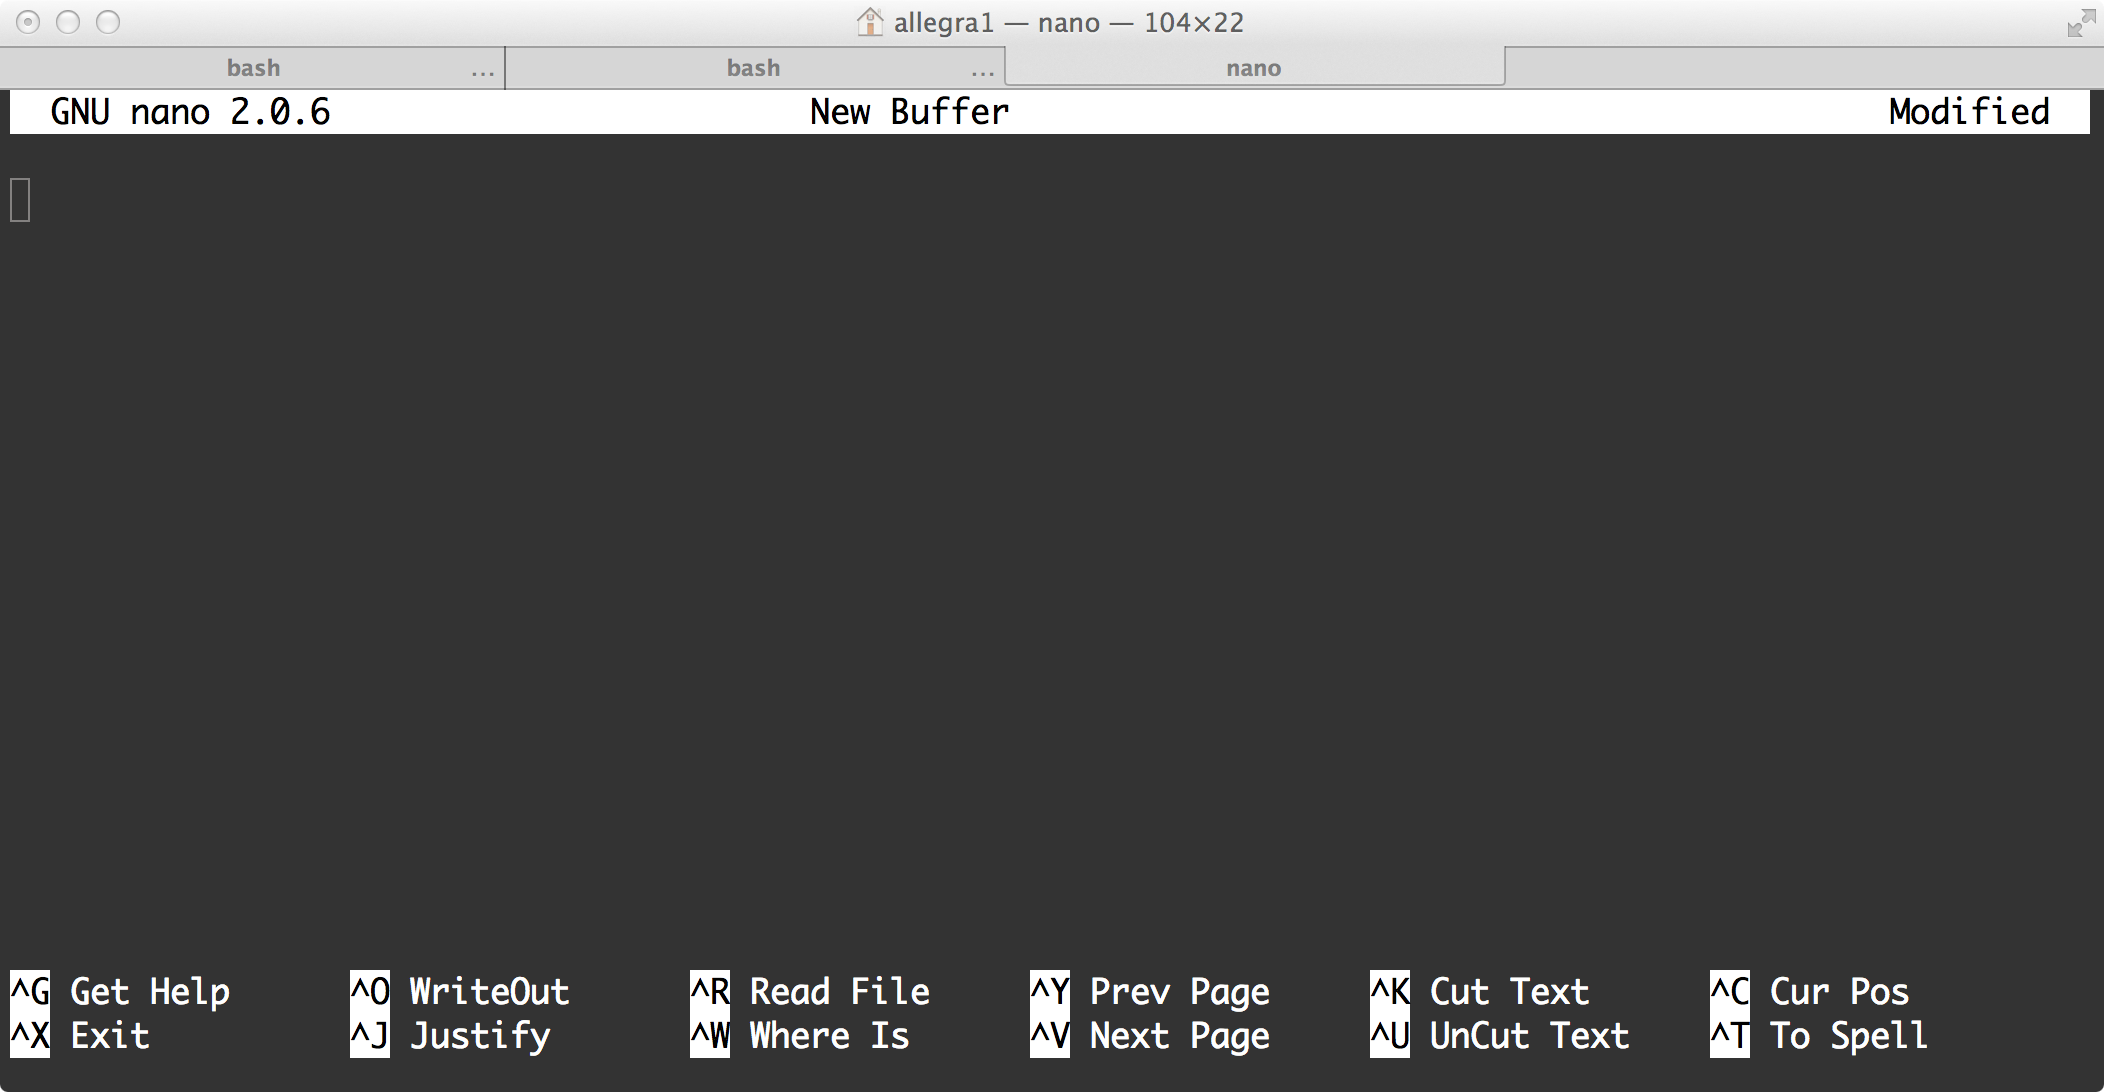 allegra1 — nano — 104×22
bash ... bash ... nano
GNU nano 2.0.6 New Buffer Modified
^G Get Help ^O WriteOut ^R Read File ^Y Prev Page ^K Cut Text ^C Cur Pos
^X Exit ^J Justify ^W Where Is ^V Next Page ^U UnCut Text ^T To Spell